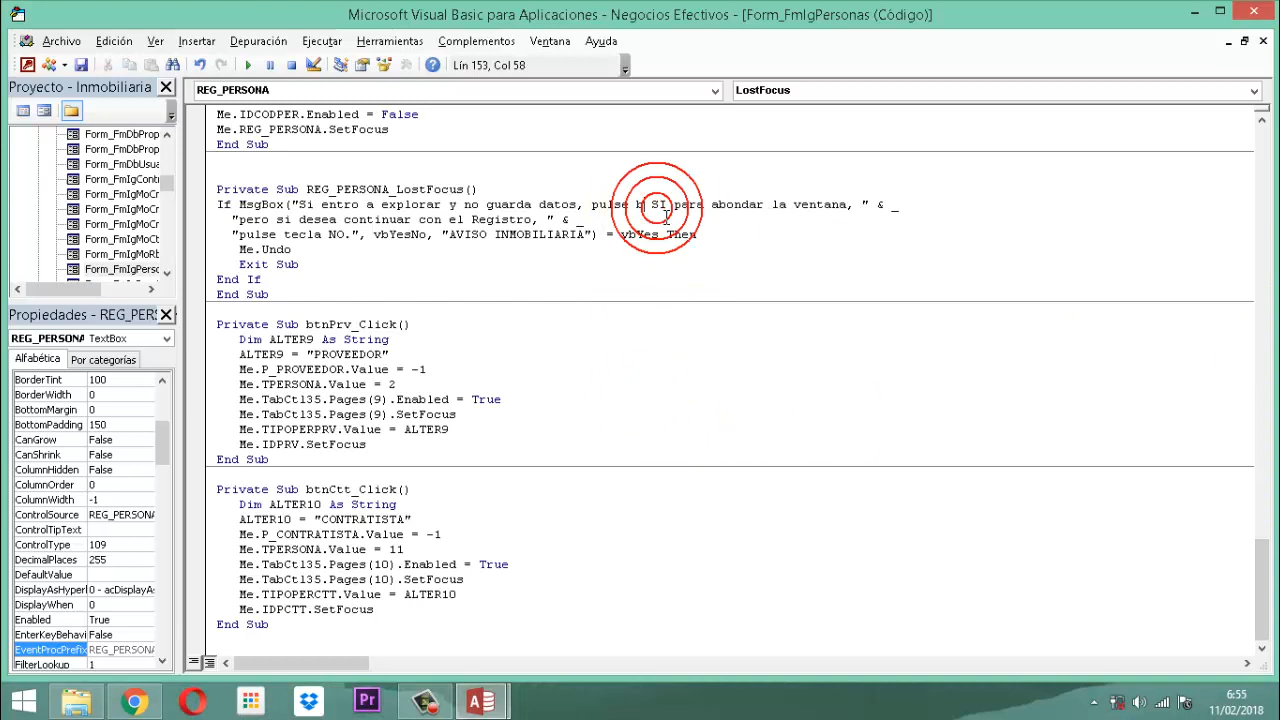 Microsoft Visual Basic para Aplicaciones - Negocios Efectivos - [Form_FmIgPersonas (Código)]
Archivo Edición Ver Insertar Depuración Ejecutar Herramientas Complementos Ventana Ayuda
Lín 153, Col 58
Proyecto - Inmobiliaria
Form_FmDbProp
Form_FmDbProp
Form_FmDbUsua
Form_FmIgContr
Form_FmIgMoCr
Form_FmIgMoCr
Form_FmIgMoCr
Form_FmIgMoCr
Form_FmIgMoRb
Form_FmIgPerso
Propiedades - REG_PERS
REG_PERSONA TextBox
Alfabética Por categorías
BorderTint 100
BorderWidth 0
BottomMargin 0
BottomPadding 150
CanGrow False
CanShrink False
ColumnHidden False
ColumnOrder 0
ColumnWidth -1
ControlSource REG_PERSONA
ControlTipText
ControlType 109
DecimalPlaces 255
DefaultValue
DisplayAsHyperl 0 - acDisplayAs
DisplayWhen 0
Enabled True
EnterKeyBehavi False
EventProcPrefix REG_PERSONA
FilterLookup 1
REG_PERSONA LostFocus
Me.IDCODPER.Enabled = False
Me.REG_PERSONA.SetFocus
End Sub
Private Sub REG_PERSONA_LostFocus()
If MsgBox("Si entro a explorar y no guarda datos, pulse b SI para abondar la ventana, " & _
"pero si desea continuar con el Registro, " & _
"pulse tecla NO.", vbYesNo, "AVISO INMOBILIARIA") = vbYes Then
Me.Undo
Exit Sub
End If
End Sub
Private Sub btnPrv_Click()
Dim ALTER9 As String
ALTER9 = "PROVEEDOR"
Me.P_PROVEEDOR.Value = -1
Me.TPERSONA.Value = 2
Me.TabCtl35.Pages(9).Enabled = True
Me.TabCtl35.Pages(9).SetFocus
Me.TIPOPERPRV.Value = ALTER9
Me.IDPRV.SetFocus
End Sub
Private Sub btnCtt_Click()
Dim ALTER10 As String
ALTER10 = "CONTRATISTA"
Me.P_CONTRATISTA.Value = -1
Me.TPERSONA.Value = 11
Me.TabCtl35.Pages(10).Enabled = True
Me.TabCtl35.Pages(10).SetFocus
Me.TIPOPERCTT.Value = ALTER10
Me.IDPCTT.SetFocus
End Sub
Pr
6:55
11/02/2018